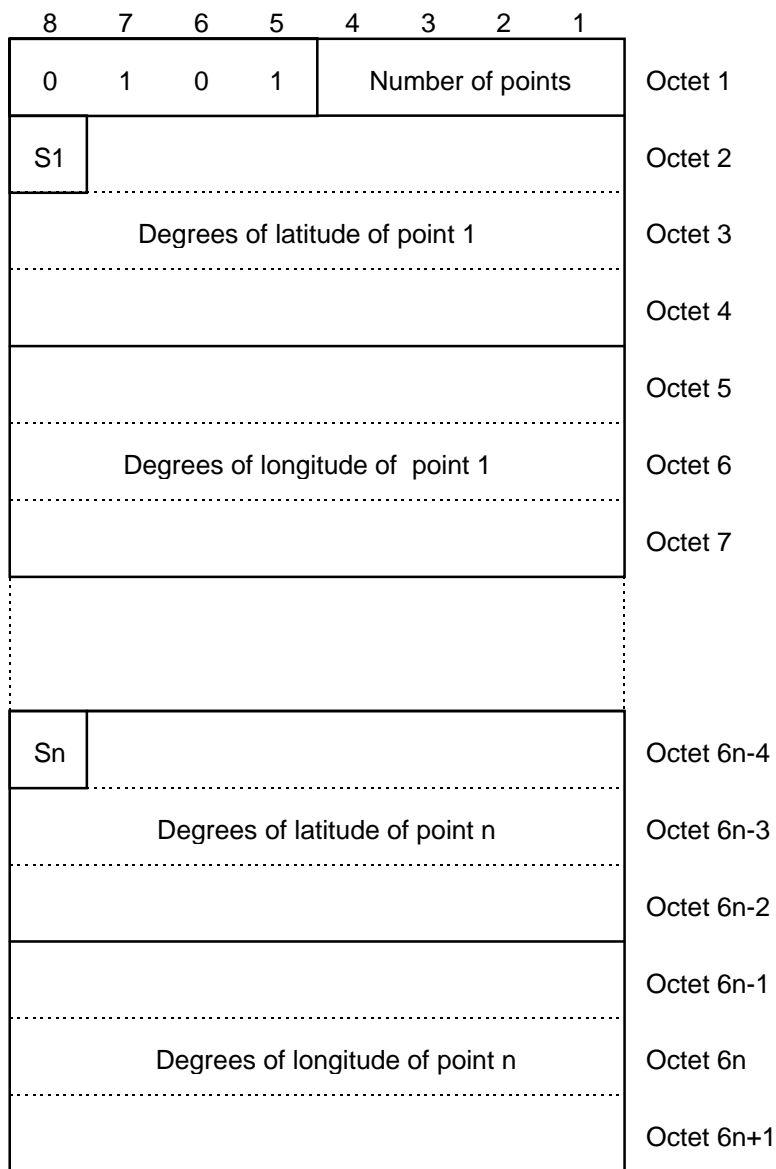 8 7 6 5 4 3 2 1
0 1 0 1 Number of points Octet 1
S1 Octet 2
Degrees of latitude of point 1 Octet 3
Octet 4
Octet 5
Degrees of longitude of point 1 Octet 6
Octet 7
Sn Octet 6n-4
Degrees of latitude of point n Octet 6n-3
Octet 6n-2
Octet 6n-1
Degrees of longitude of point n Octet 6n
Octet 6n+1